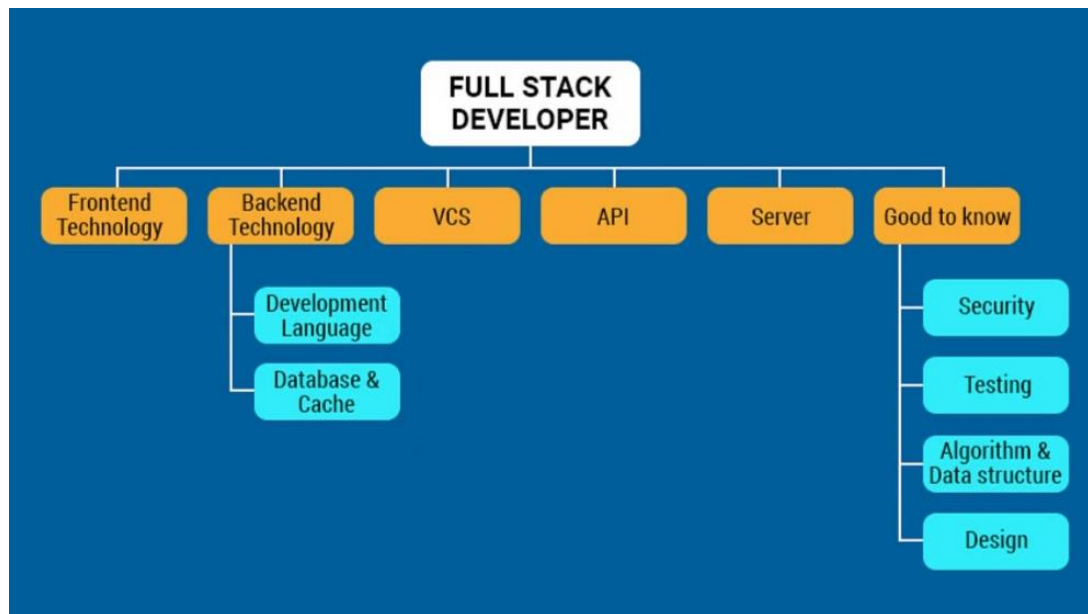 FULL STACK
DEVELOPER
Frontend
Technology
Backend
Technology
VCS
API
Server
Good to know
Development
Language
Database &
Cache
Security
Testing
Algorithm &
Data structure
Design